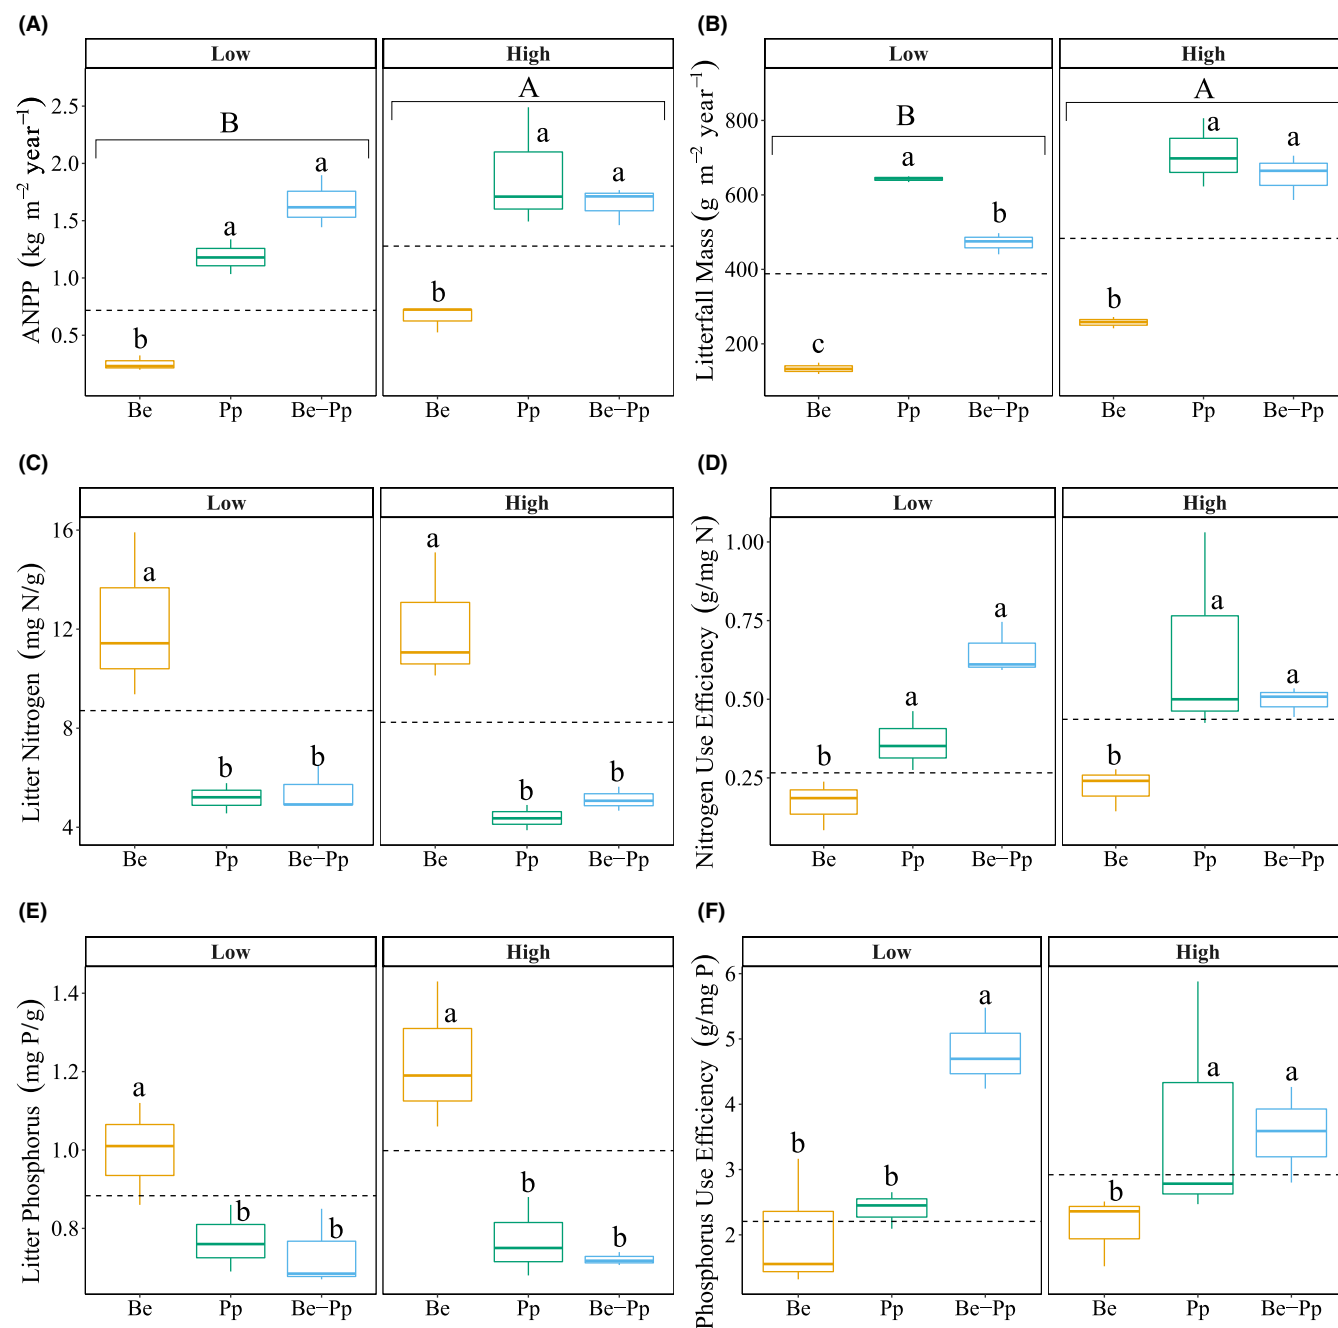 (A)
Low High
ANPP (kg m−2 year−1)
2.5
2.0
1.5
1.0
0.5
B A
b a a b a a
Be Pp Be−Pp Be Pp Be−Pp
(B)
Low High
Litterfall Mass (g m−2 year−1)
800
600
400
200
B A
c a b b a a
Be Pp Be−Pp Be Pp Be−Pp
(C)
Low High
Litter Nitrogen (mg N/g)
16
12
8
4
a b b a b b
Be Pp Be−Pp Be Pp Be−Pp
(D)
Low High
Nitrogen Use Efficiency (g/mg N)
1.00
0.75
0.50
0.25
b a a b a a
Be Pp Be−Pp Be Pp Be−Pp
(E)
Low High
Litter Phosphorus (mg P/g)
1.4
1.2
1.0
0.8
a b b a b b
Be Pp Be−Pp Be Pp Be−Pp
(F)
Low High
Phosphorus Use Efficiency (g/mg P)
6
5
4
3
2
b b a b a a
Be Pp Be−Pp Be Pp Be−Pp